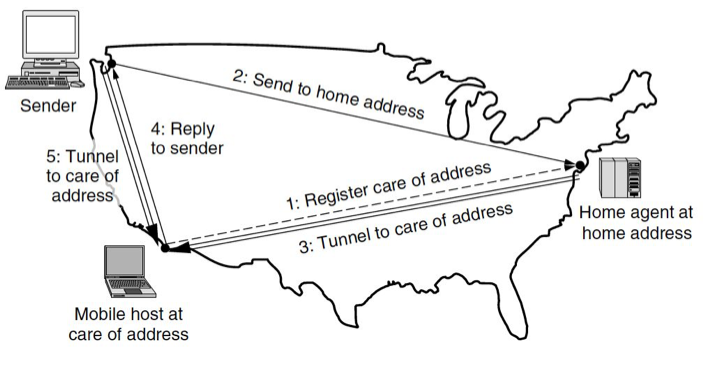 Sender
2: Send to home address
4: Reply
to sender
5: Tunnel
to care of
address
1: Register care of address
3: Tunnel to care of address
Home agent at
home address
Mobile host at
care of address